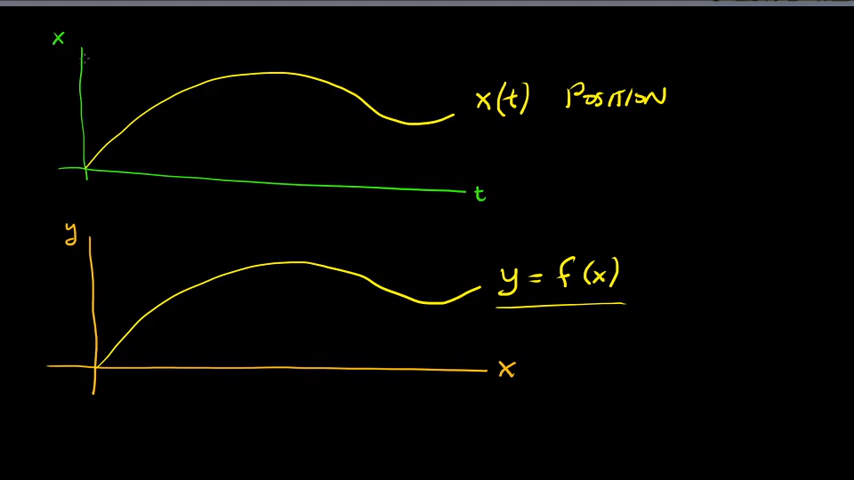 x
x(t) POSITION
t
y
y = f(x)
x